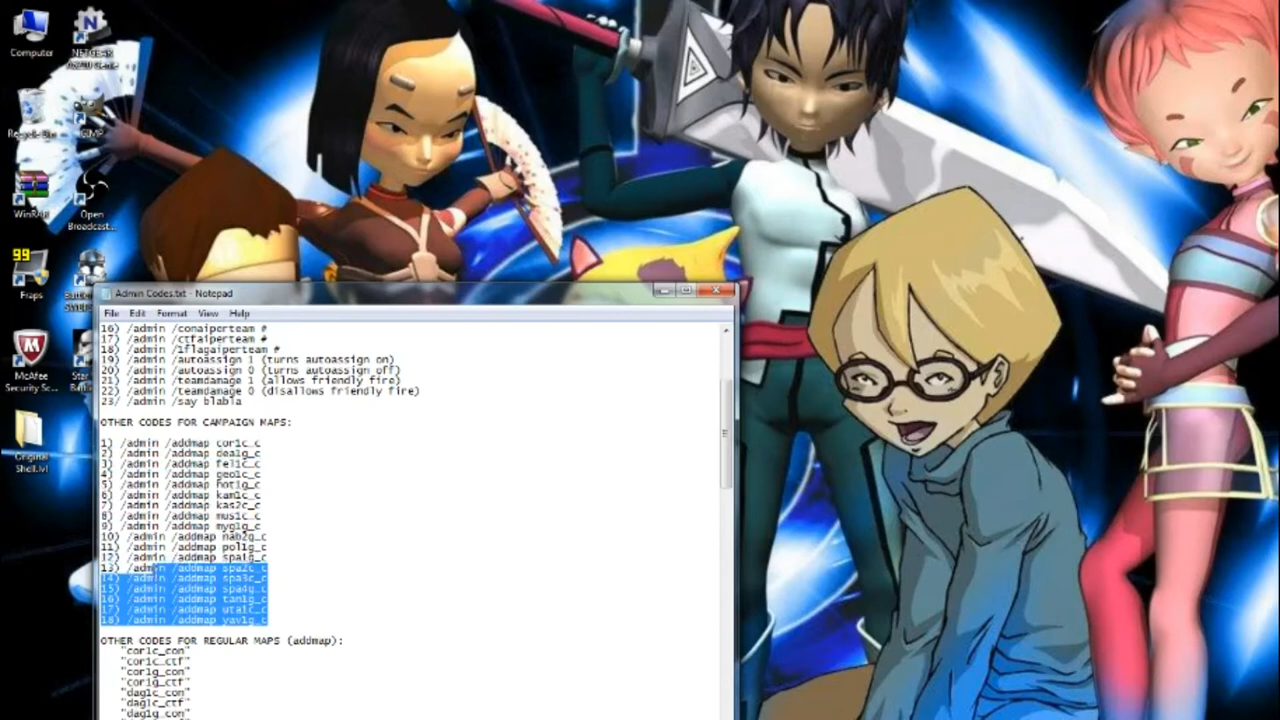 Computer
NETGEAR
Genie
GIMP
WinRAR
Open
Broadcast...
99
Fraps
McAfee
Security Sc...
Star
Original
Shell.lvl
Admin Codes.txt - Notepad
File Edit Format View Help
16) /admin /conaiperteam #
17) /admin /ctfaiperteam #
18) /admin /1flagaiperteam #
19) /admin /autoassign 1 (turns autoassign on)
20) /admin /autoassign 0 (turns autoassign off)
21) /admin /teamdamage 1 (allows friendly fire)
22) /admin /teamdamage 0 (disallows friendly fire)
23/ /admin /say blabla
OTHER CODES FOR CAMPAIGN MAPS:
1) /admin /addmap cor1c_c
2) /admin /addmap dea1g_c
3) /admin /addmap fel1c_c
4) /admin /addmap geo1c_c
5) /admin /addmap hot1g_c
6) /admin /addmap kam1c_c
7) /admin /addmap kas2c_c
8) /admin /addmap mus1c_c
9) /admin /addmap myg1g_c
10) /admin /addmap nab2g_c
11) /admin /addmap pol1g_c
12) /admin /addmap spa1g_c
13) /admin /addmap spa2c_c
14) /admin /addmap spa3c_c
15) /admin /addmap spa4g_c
16) /admin /addmap tan1g_c
17) /admin /addmap uta1c_c
18) /admin /addmap yav1g_c
OTHER CODES FOR REGULAR MAPS (addmap):
"cor1c_con"
"cor1c_ctf"
"cor1g_con"
"cor1g_ctf"
"dag1c_con"
"dag1c_ctf"
"dag1g_con"